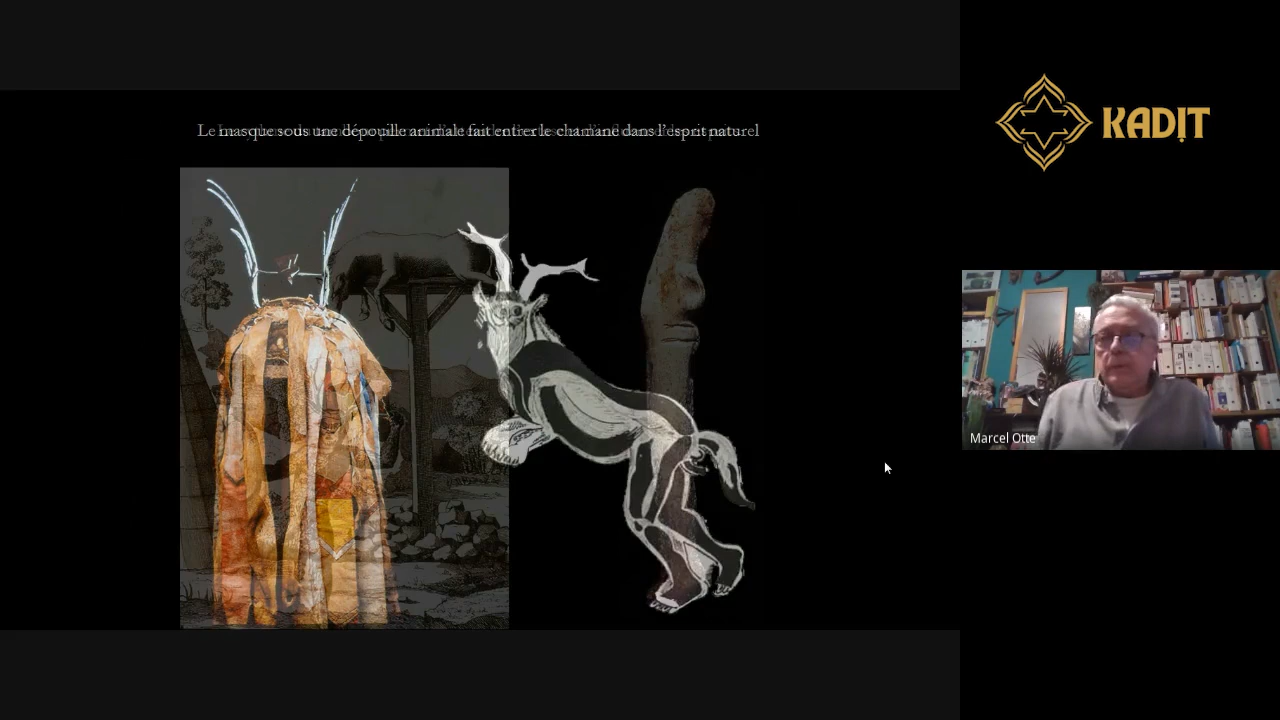 Le masque sous une dépouille animale fait entrer le chamane dans l'esprit naturel
KADIT
Marcel Otte